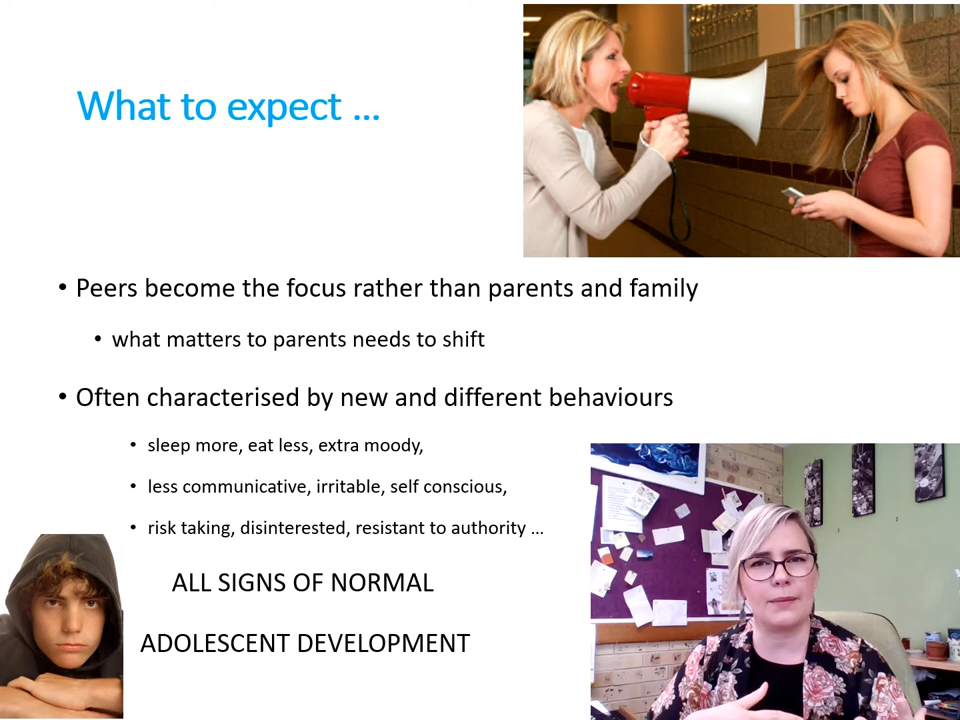 What to expect ...
• Peers become the focus rather than parents and family
• what matters to parents needs to shift
• Often characterised by new and different behaviours
• sleep more, eat less, extra moody,
• less communicative, irritable, self conscious,
• risk taking, disinterested, resistant to authority ...
ALL SIGNS OF NORMAL
ADOLESCENT DEVELOPMENT